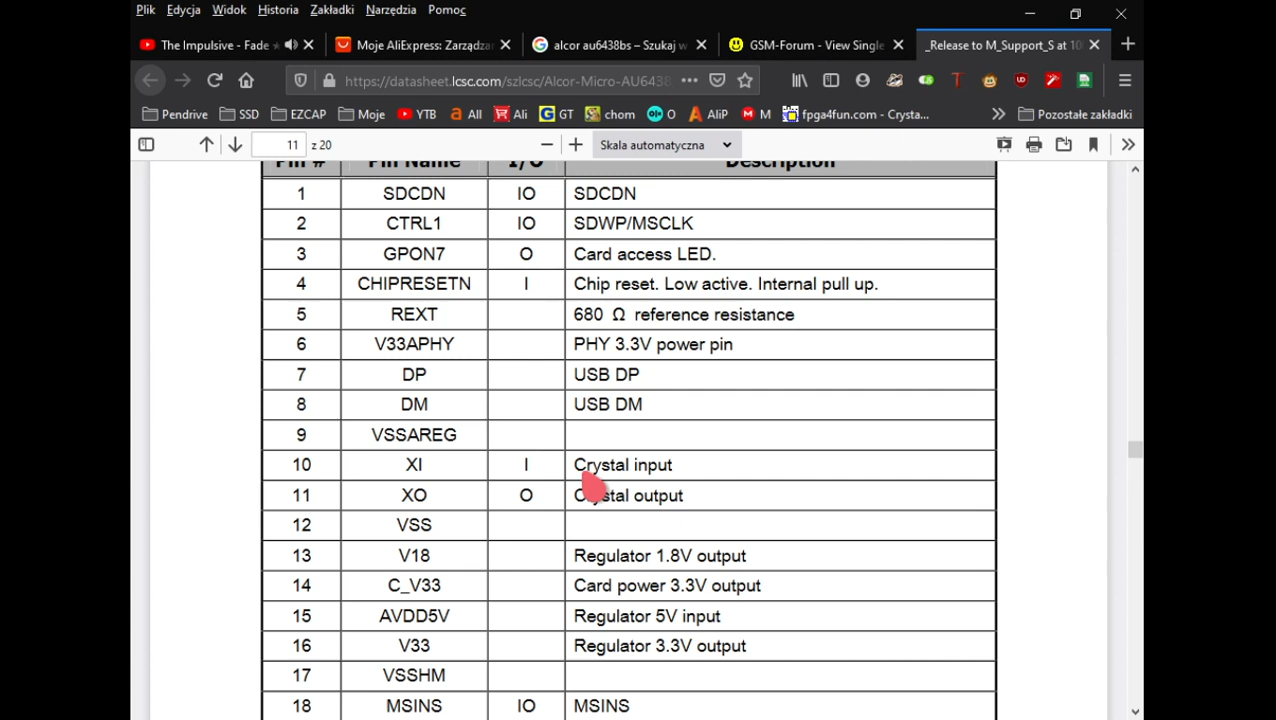 Plik Edycja Widok Historia Zakładki Narzędzia Pomoc
The Impulsive - Fade Moje AliExpress: Zarządza alcor au6438bs – Szukaj w GSM-Forum - View Single _Release to M_Support_S at 10
https://datasheet.lcsc.com/szlcsc/Alcor-Micro-AU6438
Pendrive SSD EZCAP Moje YTB All Ali GT chom O AliP M fpga4fun.com - Crysta... Pozostałe zakładki
11 z 20 Skala automatyczna
Pin # Pin Name I/O Description
1 SDCDN IO SDCDN
2 CTRL1 IO SDWP/MSCLK
3 GPON7 O Card access LED.
4 CHIPRESETN I Chip reset. Low active. Internal pull up.
5 REXT 680 Ω reference resistance
6 V33APHY PHY 3.3V power pin
7 DP USB DP
8 DM USB DM
9 VSSAREG
10 XI I Crystal input
11 XO O Crystal output
12 VSS
13 V18 Regulator 1.8V output
14 C_V33 Card power 3.3V output
15 AVDD5V Regulator 5V input
16 V33 Regulator 3.3V output
17 VSSHM
18 MSINS IO MSINS